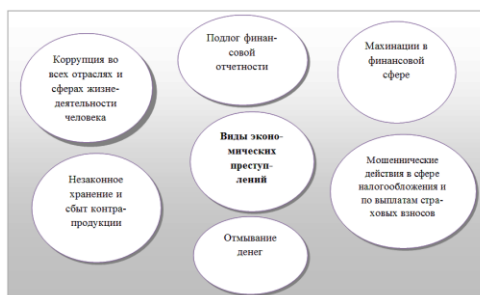 Коррупция во
всех отраслях и
сферах жизне-
деятельности
человека
Подлог финан-
совой
отчетности
Махинации в
финансовой
сфере
Виды эконо-
мических
преступ-
лений
Незаконное
хранение и
сбыт контра-
продукции
Мошеннические
действия в сфере
налогообложения и
по выплатам стра-
ховых взносов
Отмывание
денег